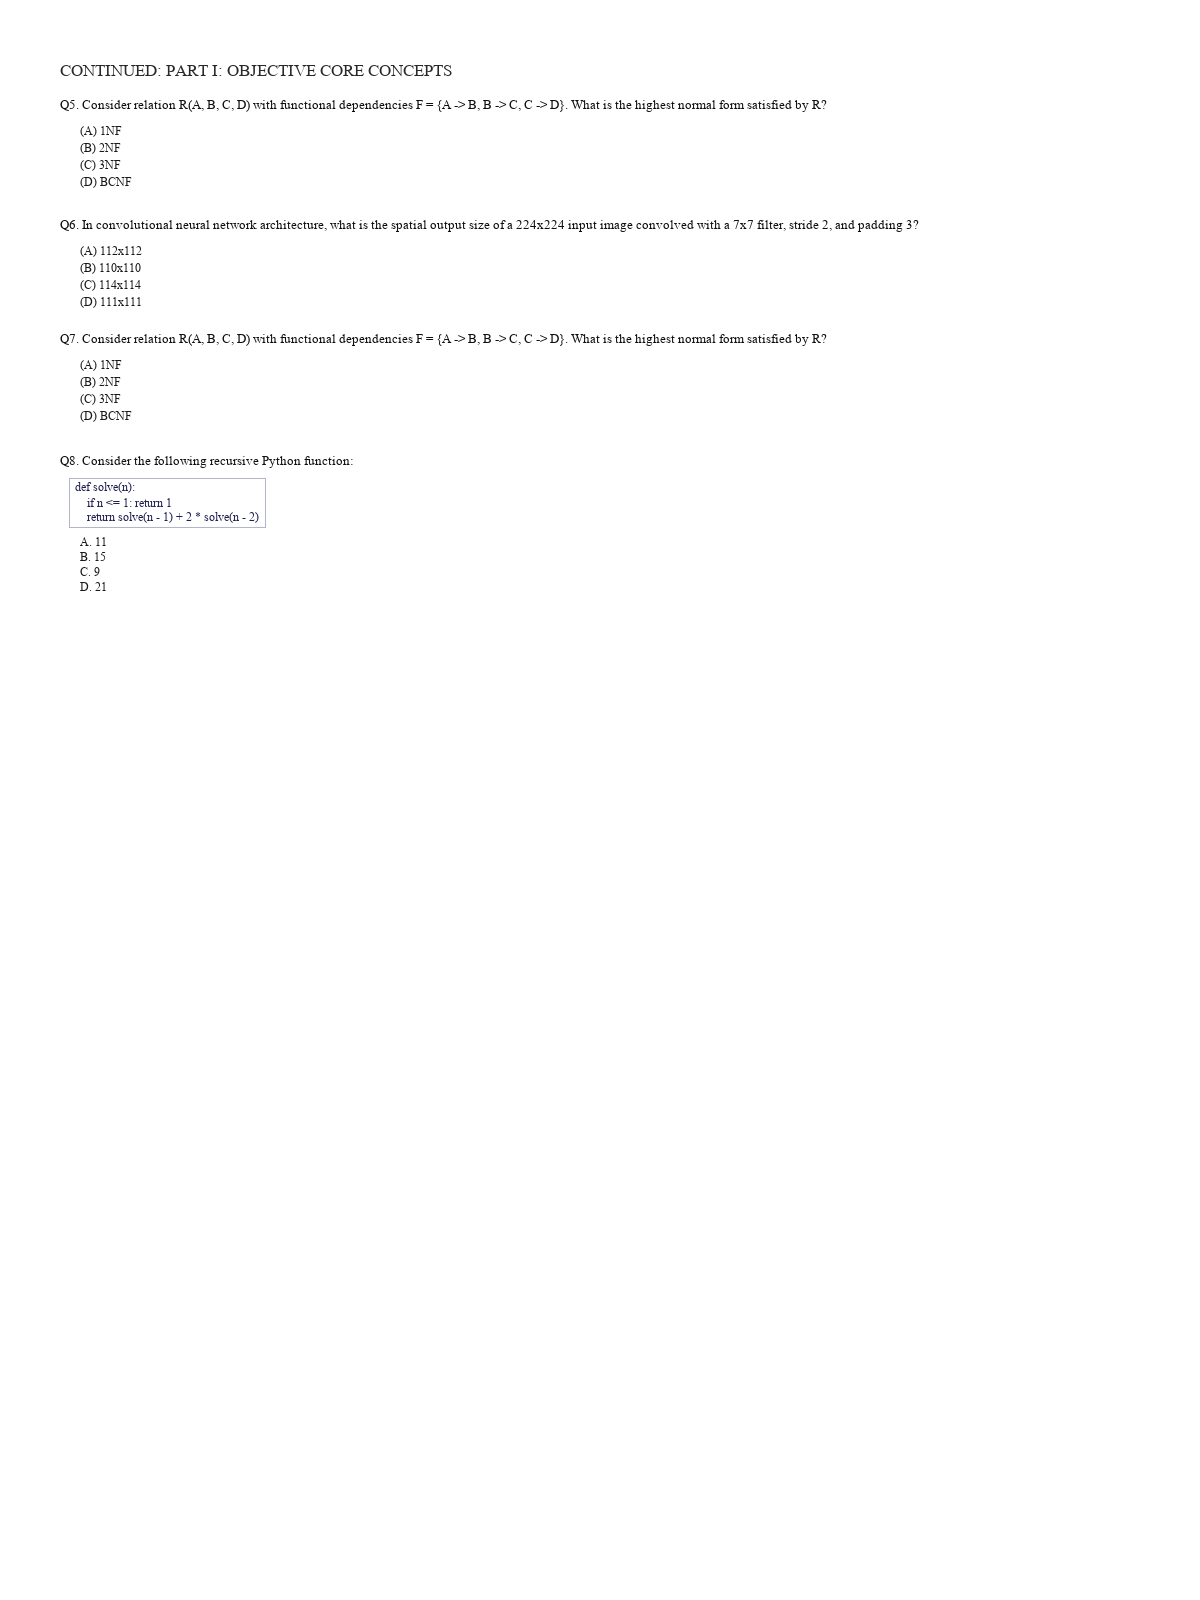 CONTINUED: PART I: OBJECTIVE CORE CONCEPTS
Q5. Consider relation R(A, B, C, D) with functional dependencies F = {A -> B, B -> C, C -> D}. What is the highest normal form satisfied by R?
(A) 1NF
(B) 2NF
(C) 3NF
(D) BCNF
Q6. In convolutional neural network architecture, what is the spatial output size of a 224x224 input image convolved with a 7x7 filter, stride 2, and padding 3?
(A) 112x112
(B) 110x110
(C) 114x114
(D) 111x111
Q7. Consider relation R(A, B, C, D) with functional dependencies F = {A -> B, B -> C, C -> D}. What is the highest normal form satisfied by R?
(A) 1NF
(B) 2NF
(C) 3NF
(D) BCNF
Q8. Consider the following recursive Python function:
def solve(n):
    if n <= 1: return 1
    return solve(n - 1) + 2 * solve(n - 2)
A. 11
B. 15
C. 9
D. 21